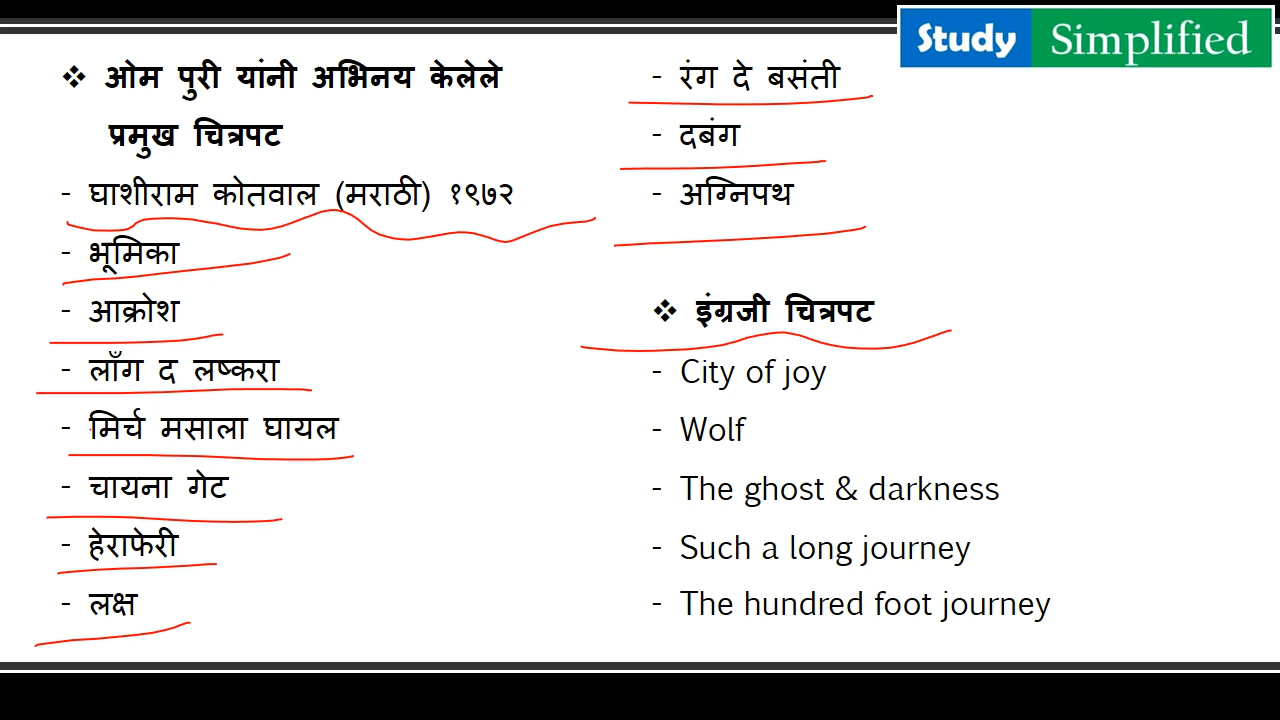 Study Simplified
❖ ओम पुरी यांनी अभिनय केलेले
प्रमुख चित्रपट
- घाशीराम कोतवाल (मराठी) १९७२
- भूमिका
- आक्रोश
- लाँग द लष्करा
- मिर्च मसाला घायल
- चायना गेट
- हेराफेरी
- लक्ष
- रंग दे बसंती
- दबंग
- अग्निपथ
❖ इंग्रजी चित्रपट
- City of joy
- Wolf
- The ghost & darkness
- Such a long journey
- The hundred foot journey